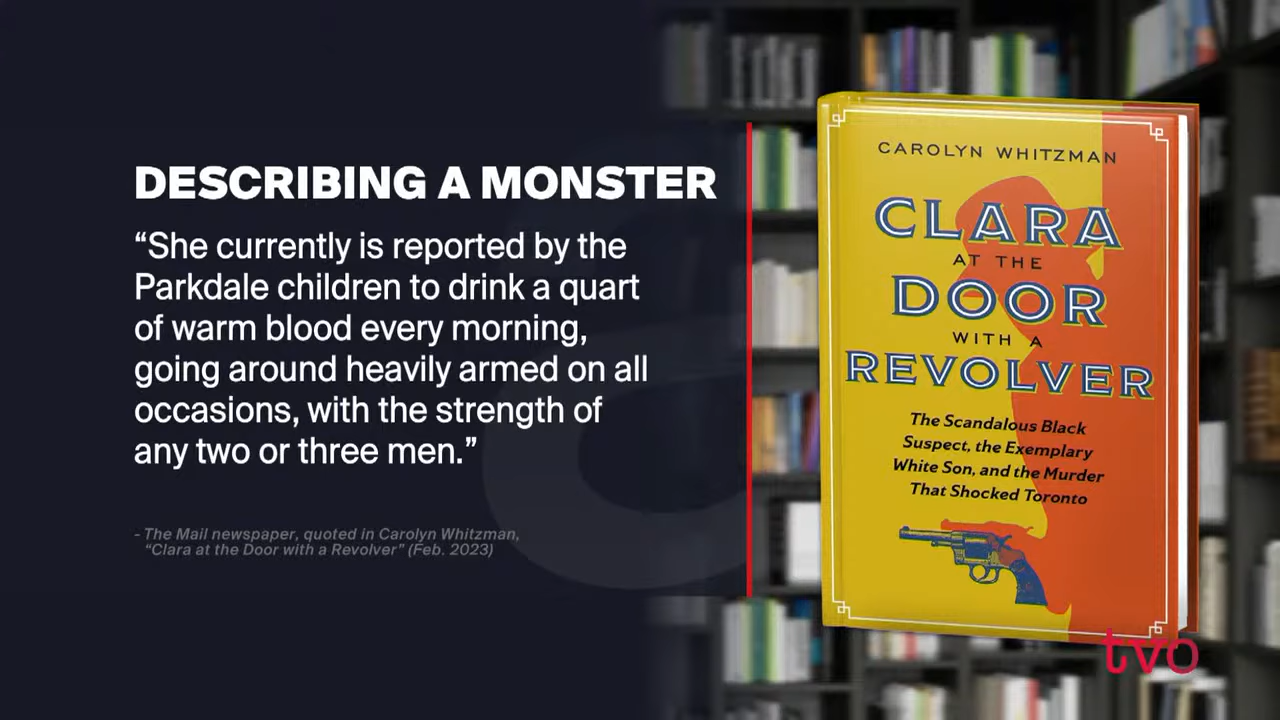 DESCRIBING A MONSTER
“She currently is reported by the
Parkdale children to drink a quart
of warm blood every morning,
going around heavily armed on all
occasions, with the strength of
any two or three men.”
- The Mail newspaper, quoted in Carolyn Whitzman,
“Clara at the Door with a Revolver” (Feb. 2023)
CAROLYN WHITZMAN
CLARA
AT THE
DOOR
WITH A
REVOLVER
The Scandalous Black
Suspect, the Exemplary
White Son, and the Murder
That Shocked Toronto
tvo